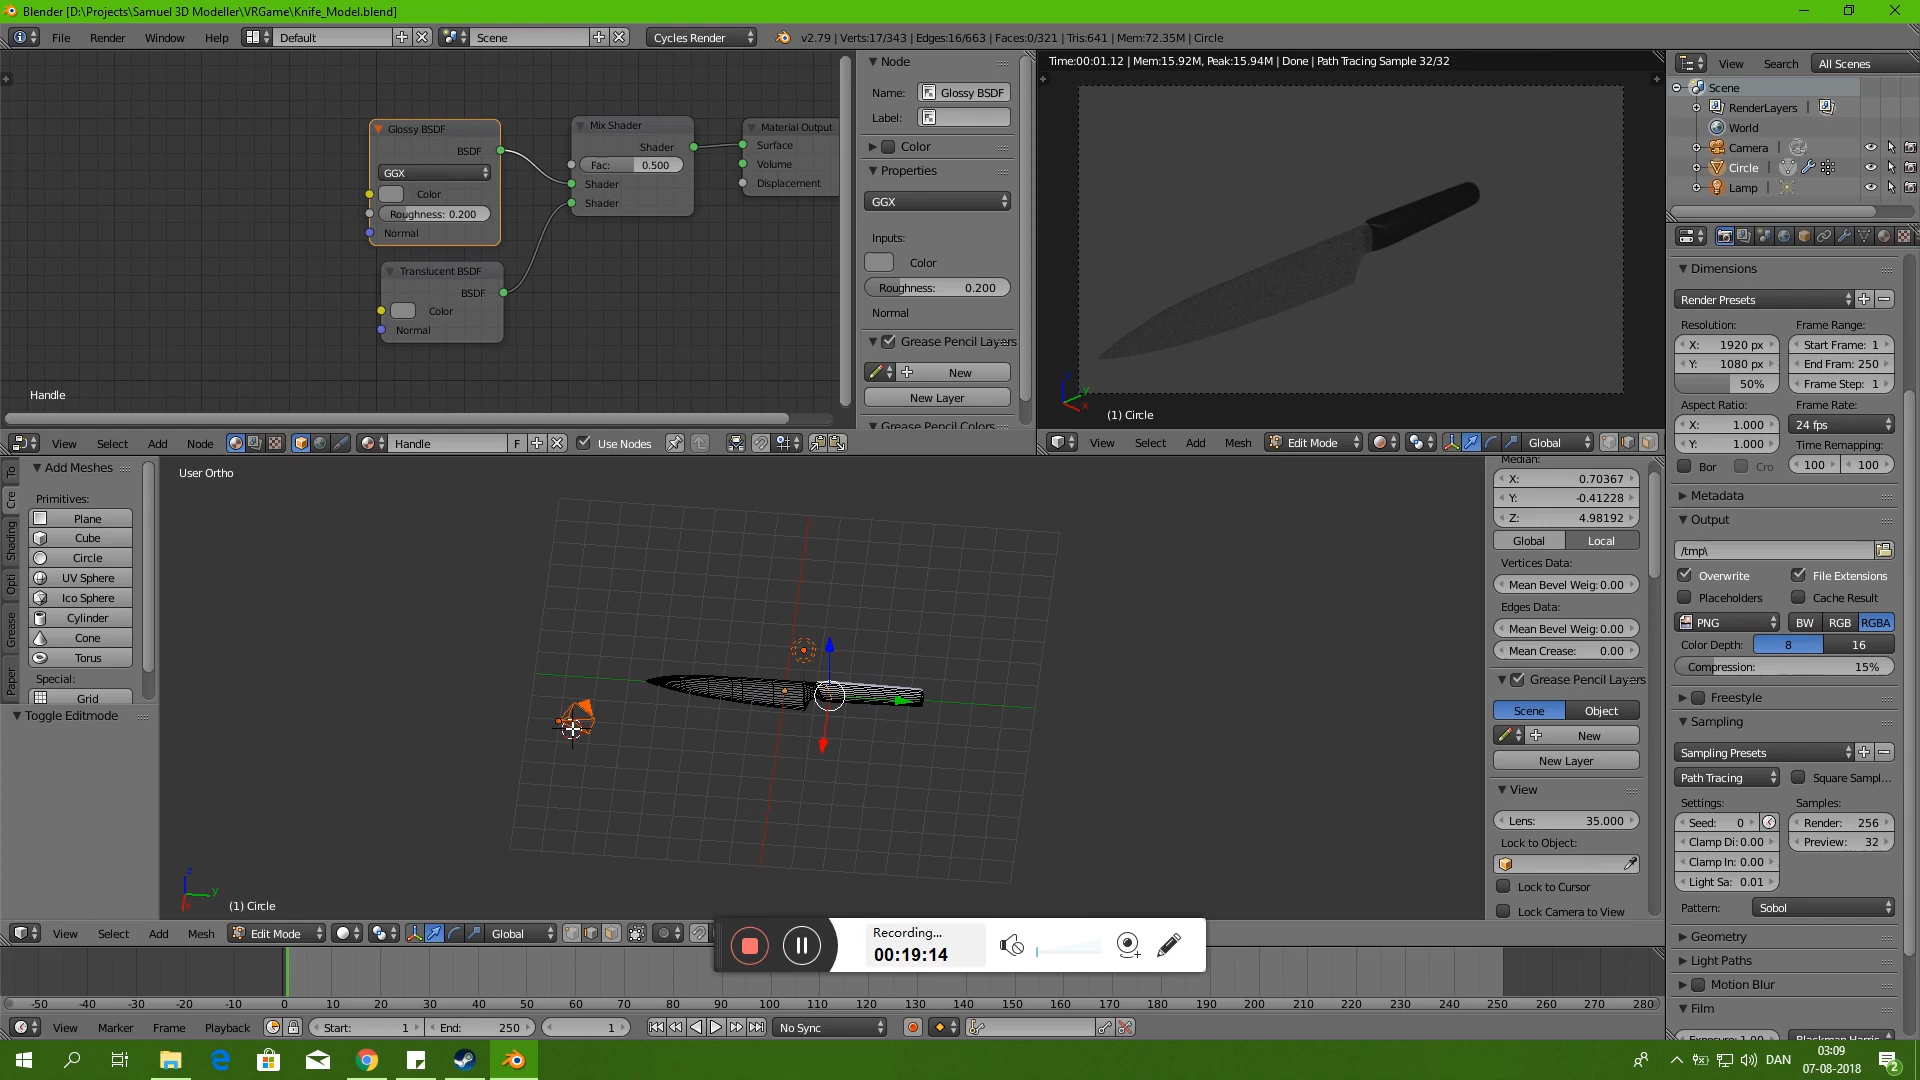 Blender [D:\Projects\Samuel 3D Modeller\VRGame\Knife_Model.blend]
File Render Window Help Default Scene Cycles Render v2.79 | Verts:17/343 | Edges:16/663 | Faces:0/321 | Tris:641 | Mem:72.35M | Circle
Glossy BSDF
BSDF
GGX
Color
Roughness: 0.200
Normal
Translucent BSDF
BSDF
Color
Normal
Mix Shader
Shader
Fac: 0.500
Shader
Shader
Material Output
Surface
Volume
Displacement
Handle
Node
Name: Glossy BSDF
Label:
Color
Properties
GGX
Inputs:
Color
Roughness: 0.200
Normal
Grease Pencil Layers
New
New Layer
Grease Pencil Colors
View Select Add Node Handle F Use Nodes
Time:00:01.12 | Mem:15.92M, Peak:15.94M | Done | Path Tracing Sample 32/32
z
y
x
(1) Circle
View Select Add Mesh Edit Mode Global
View Search All Scenes
Scene
RenderLayers
World
Camera
Circle
Lamp
Dimensions
Render Presets
Resolution: Frame Range:
X: 1920 px Start Frame: 1
Y: 1080 px End Fram: 250
50% Frame Step: 1
Aspect Ratio: Frame Rate:
X: 1.000 24 fps
Y: 1.000 Time Remapping:
Bor Cro 100 100
Metadata
Output
/tmp\
Overwrite File Extensions
Placeholders Cache Result
PNG BW RGB RGBA
Color Depth: 8 16
Compression: 15%
Freestyle
Sampling
Sampling Presets
Path Tracing Square Sampl...
Settings: Samples:
Seed: 0 Render: 256
Clamp Di: 0.00 Preview: 32
Clamp In: 0.00
Light Sa: 0.01
Pattern: Sobol
Geometry
Light Paths
Motion Blur
Film
To
Cre
Shading
Opti
Grease
Paper
Add Meshes
Primitives:
Plane
Cube
Circle
UV Sphere
Ico Sphere
Cylinder
Cone
Torus
Special:
Grid
Toggle Editmode
User Ortho
z
y
(1) Circle
Median:
X: 0.70367
Y: -0.41228
Z: 4.98192
Global Local
Vertices Data:
Mean Bevel Weig: 0.00
Edges Data:
Mean Bevel Weig: 0.00
Mean Crease: 0.00
Grease Pencil Layers
Scene Object
New
New Layer
View
Lens: 35.000
Lock to Object:
Lock to Cursor
Lock Camera to View
View Select Add Mesh Edit Mode Global
Recording...
00:19:14
-50 -40 -30 -20 -10 0 10 20 30 40 50 60 70 80 90 100 110 120 130 140 150 160 170 180 190 200 210 220 230 240 250 260 270 280
View Marker Frame Playback Start: 1 End: 250 1 No Sync
DAN
03:09
07-08-2018
2